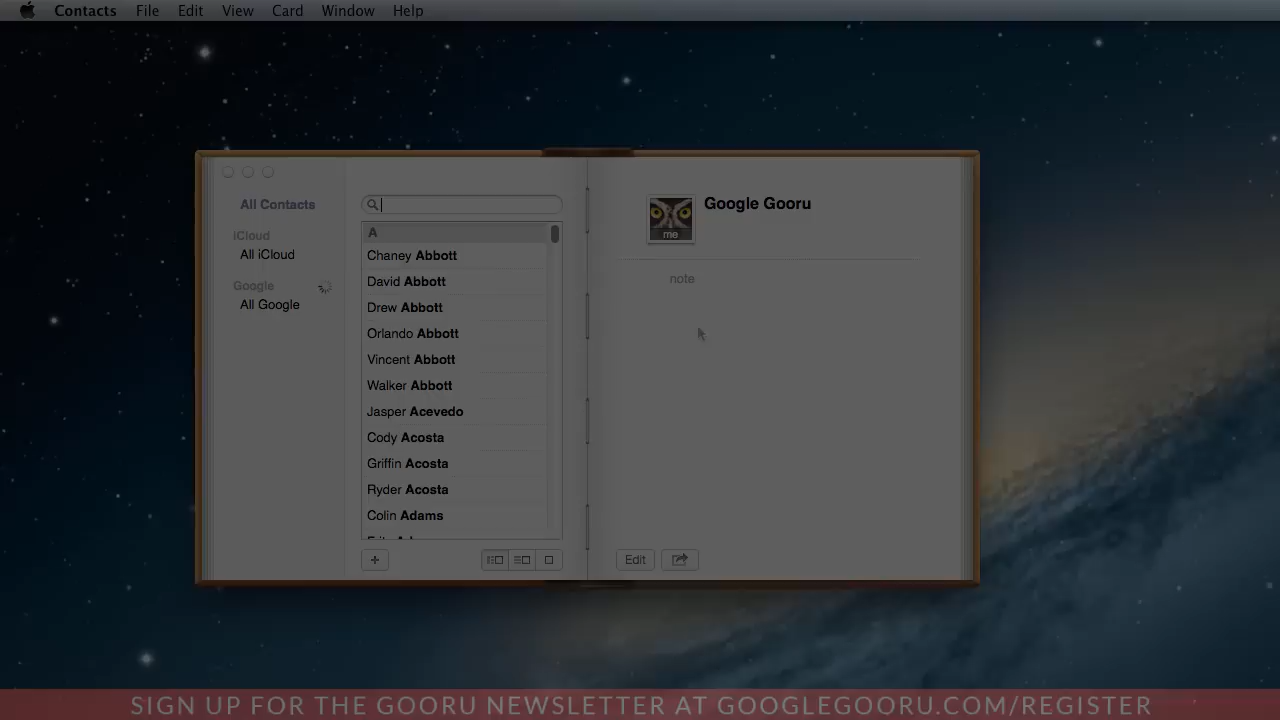 Contacts File Edit View Card Window Help
All Contacts
iCloud
All iCloud
Google
All Google
A
Chaney Abbott
David Abbott
Drew Abbott
Orlando Abbott
Vincent Abbott
Walker Abbott
Jasper Acevedo
Cody Acosta
Griffin Acosta
Ryder Acosta
Colin Adams
+
me
Google Gooru
note
Edit
SIGN UP FOR THE GOORU NEWSLETTER AT GOOGLEGOORU.COM/REGISTER